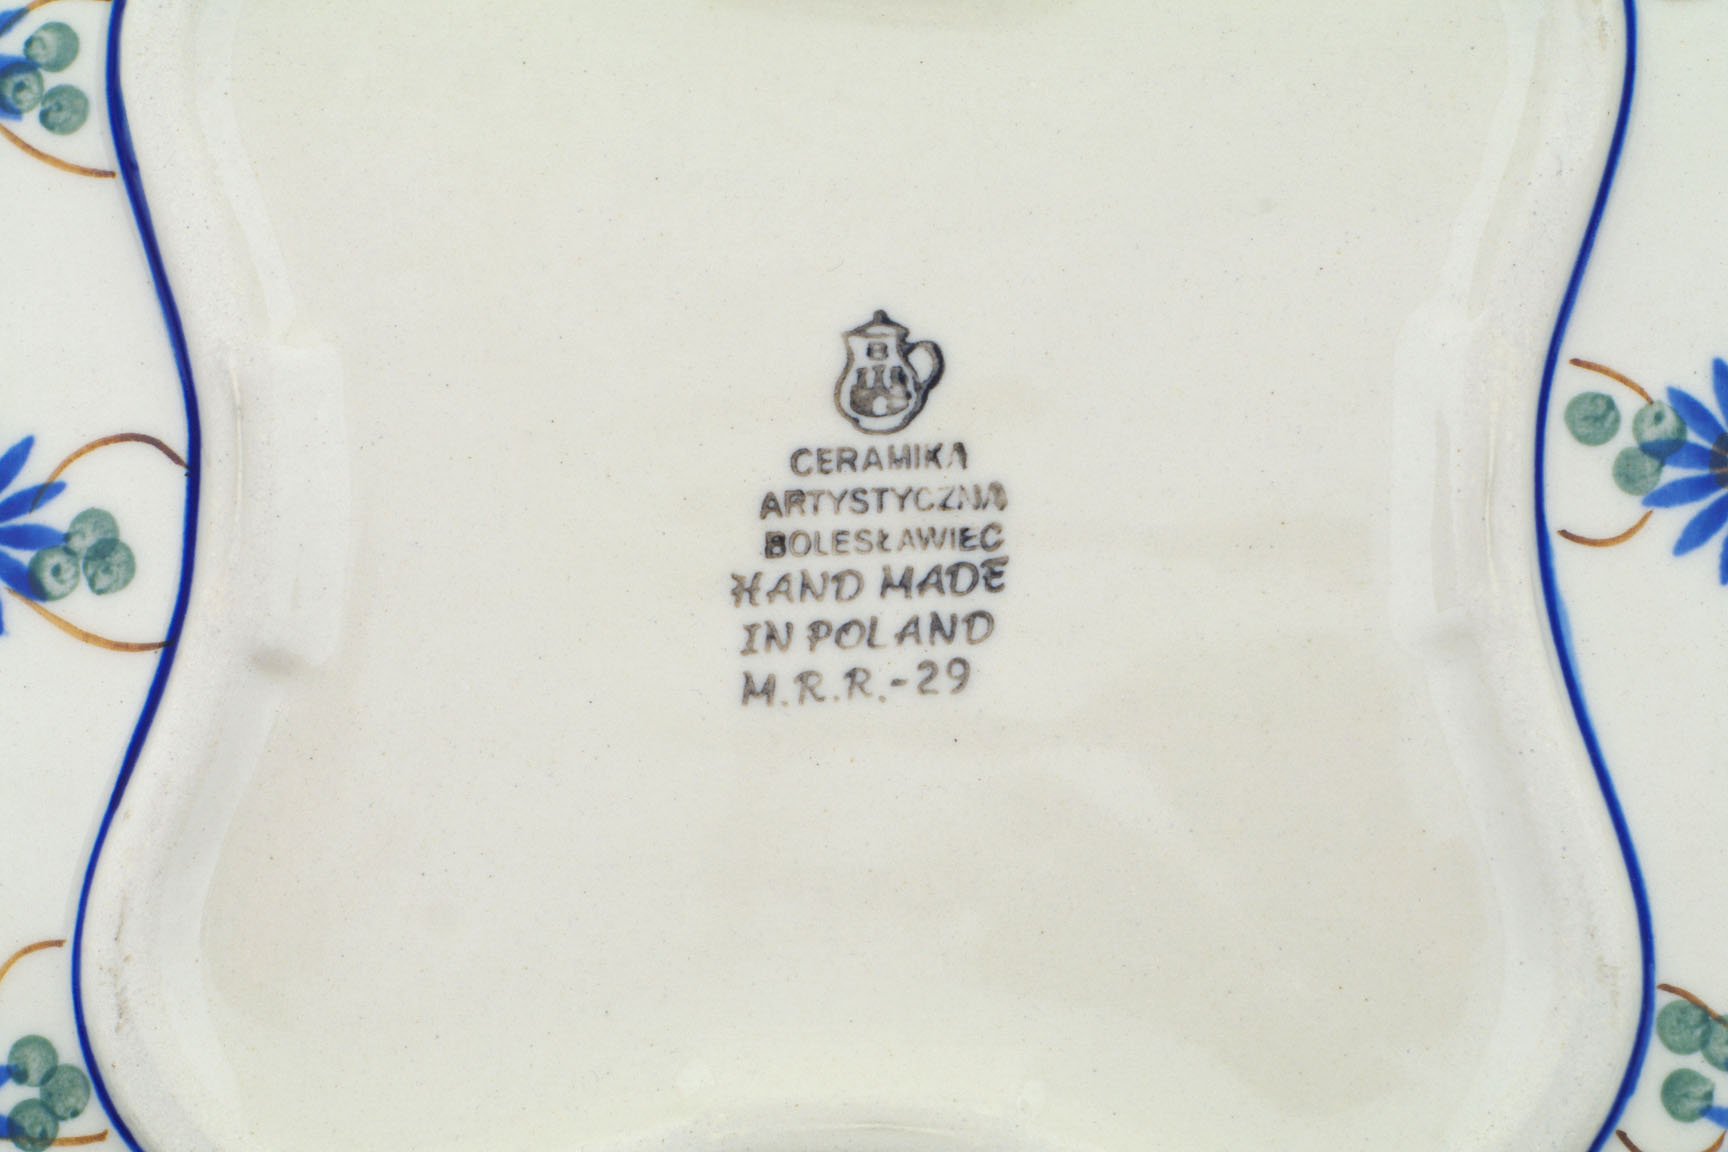 B
CERAMIKA
ARTYSTYCZNA
BOLESŁAWIEC
HAND MADE
IN POLAND
M.R.R.-29